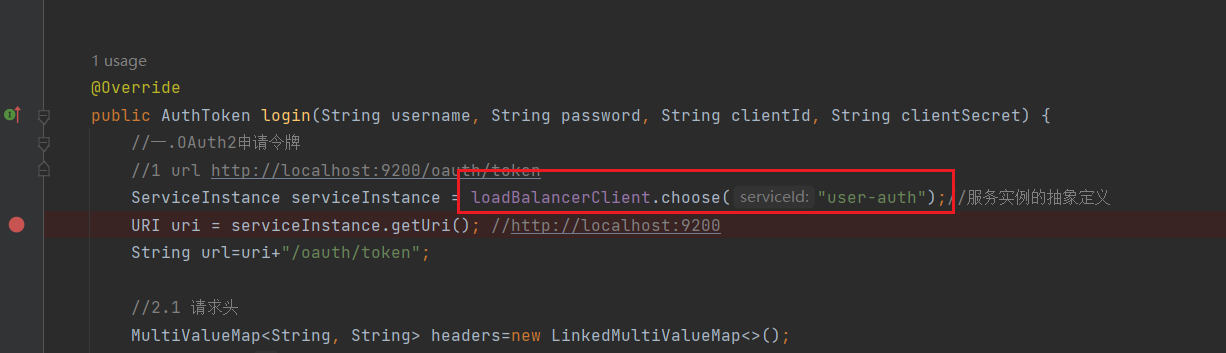 1 usage
@Override
public AuthToken login(String username, String password, String clientId, String clientSecret) {
//一.OAuth2申请令牌
//1 url http://localhost:9200/oauth/token
ServiceInstance serviceInstance = loadBalancerClient.choose( serviceId: "user-auth");//服务实例的抽象定义
URI uri = serviceInstance.getUri(); //http://localhost:9200
String url=uri+"/oauth/token";
//2.1 请求头
MultiValueMap<String, String> headers=new LinkedMultiValueMap<>();